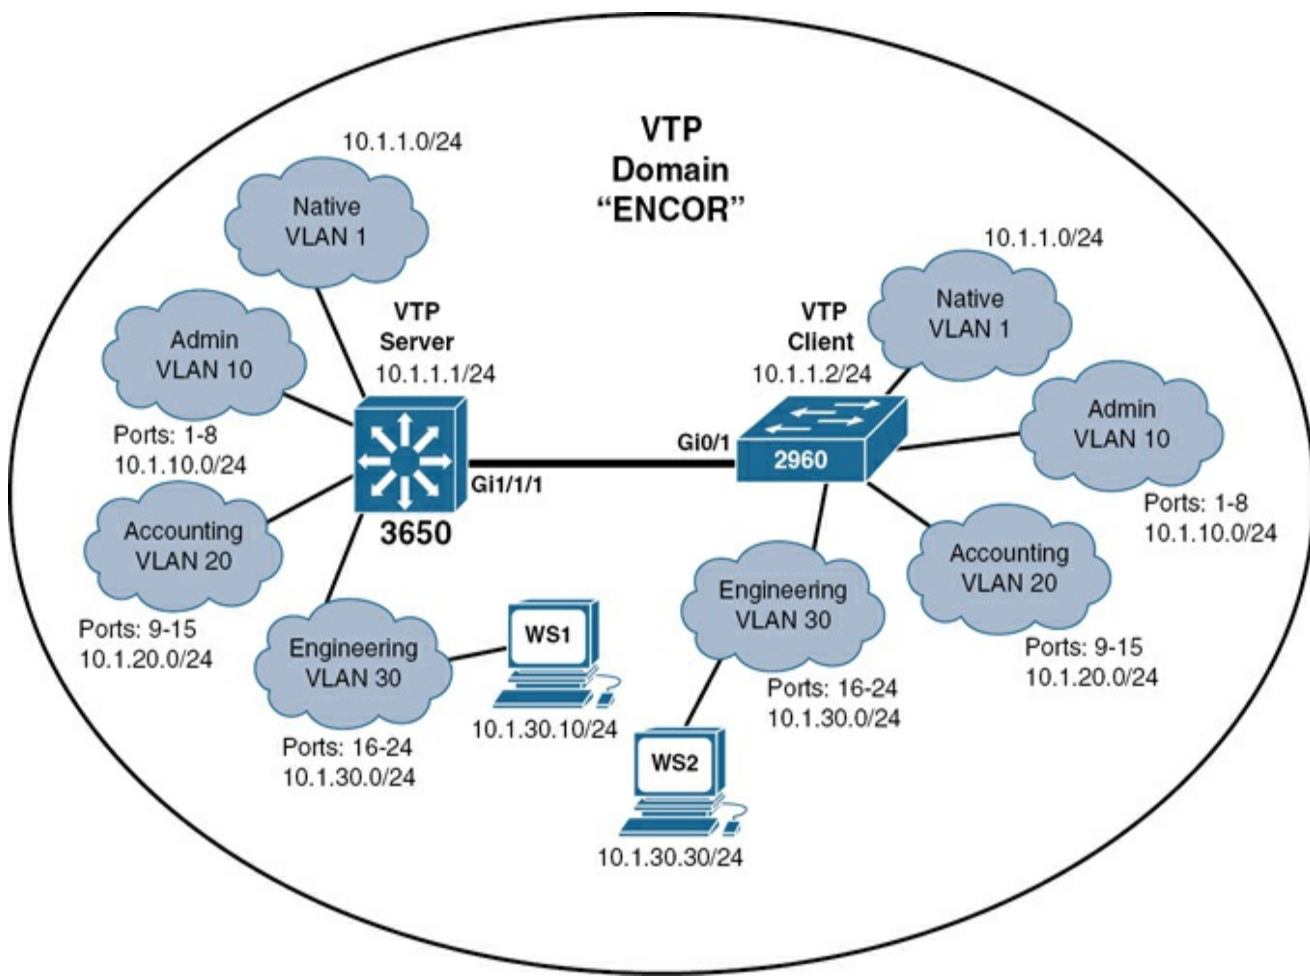 VTP
Domain
“ENCOR”
10.1.1.0/24
Native
VLAN 1
Admin
VLAN 10
Ports: 1-8
10.1.10.0/24
VTP
Server
10.1.1.1/24
Accounting
VLAN 20
Ports: 9-15
10.1.20.0/24
3650
Gi1/1/1
Engineering
VLAN 30
Ports: 16-24
10.1.30.0/24
WS1
10.1.30.10/24
10.1.1.0/24
Native
VLAN 1
VTP
Client
10.1.1.2/24
Gi0/1
2960
Admin
VLAN 10
Ports: 1-8
10.1.10.0/24
Accounting
VLAN 20
Ports: 9-15
10.1.20.0/24
Engineering
VLAN 30
Ports: 16-24
10.1.30.0/24
WS2
10.1.30.30/24